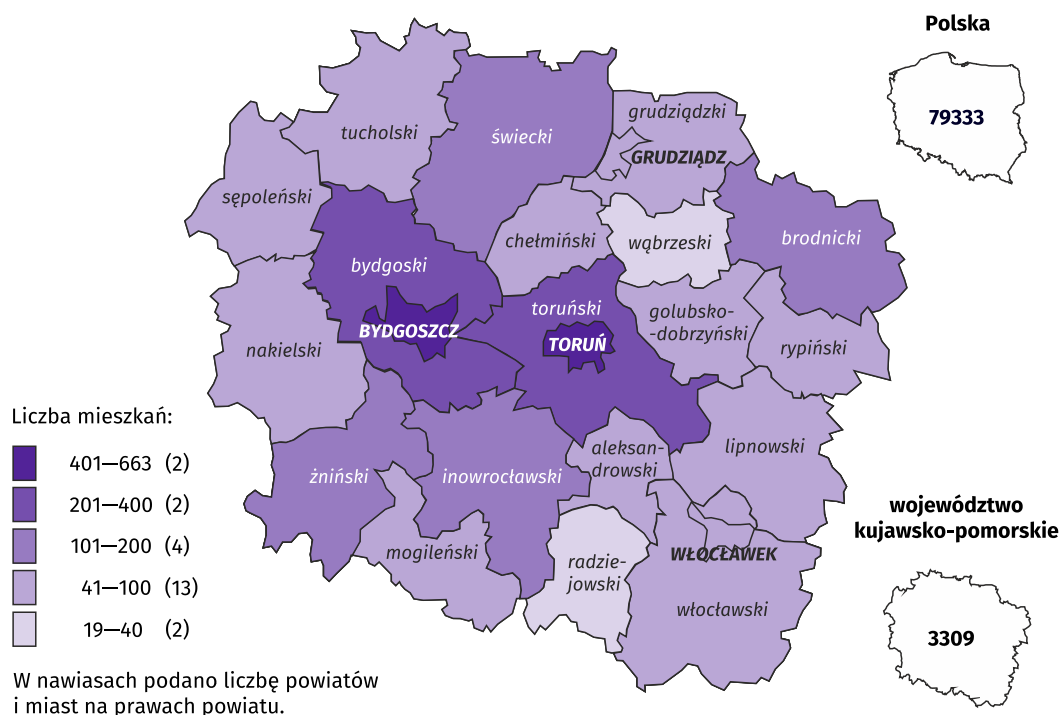 Polska
79333
tucholski
świecki
grudziądzki
GRUDZIĄDZ
sępoleński
chełmiński
wąbrzeski
brodnicki
bydgoski
BYDGOSZCZ
toruński
TORUŃ
golubsko-
-dobrzyński
rypiński
nakielski
Liczba mieszkań:
401—663 (2)
201—400 (2)
101—200 (4)
41—100 (13)
19—40 (2)
żniński
inowrocławski
aleksan-
drowski
lipnowski
mogileński
radzie-
jowski
WŁOCŁAWEK
włocławski
województwo
kujawsko-pomorskie
3309
W nawiasach podano liczbę powiatów
i miast na prawach powiatu.